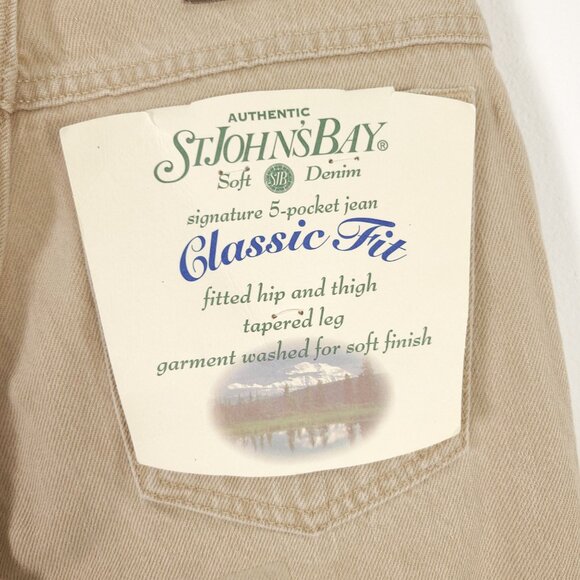 AUTHENTIC
ST. JOHN'S BAY®
Soft SJB Denim
signature 5-pocket jean
Classic Fit
fitted hip and thigh
tapered leg
garment washed for soft finish